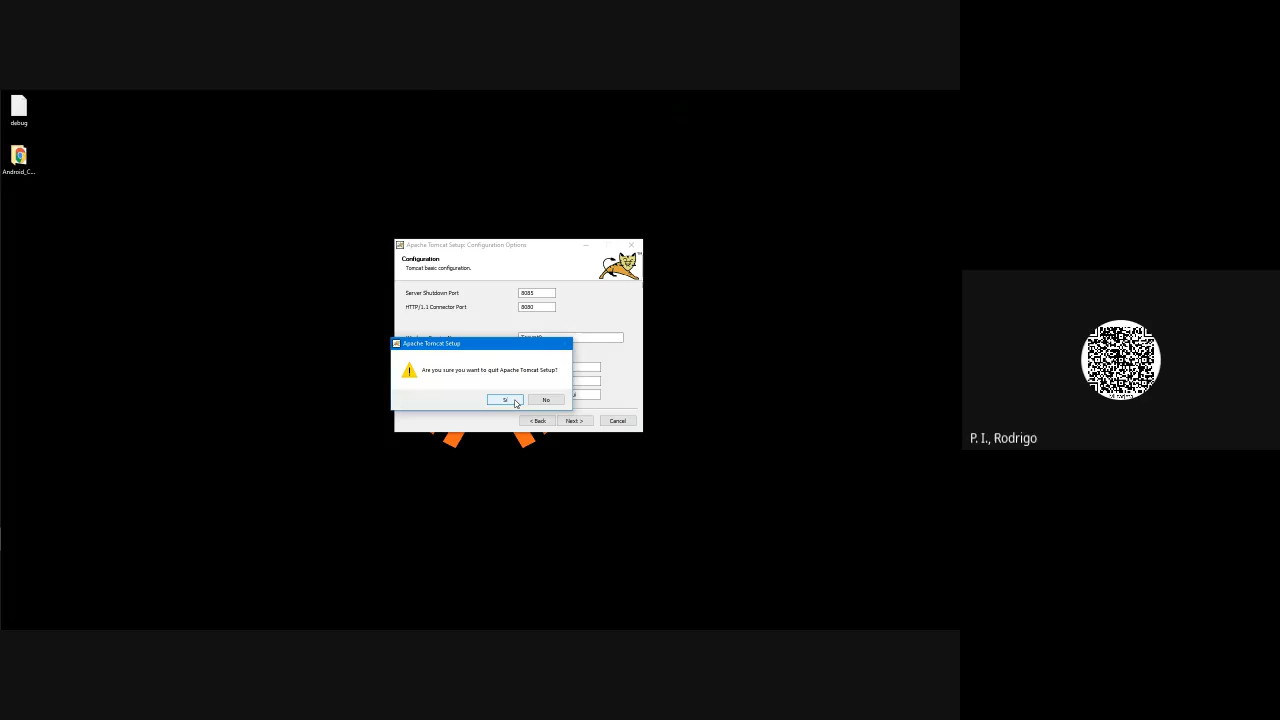 debug
Android_C...
Apache Tomcat Setup: Configuration Options
Configuration
Tomcat basic configuration.
Server Shutdown Port
8085
HTTP/1.1 Connector Port
8080
Apache Tomcat Setup
Are you sure you want to quit Apache Tomcat Setup?
Sí
No
< Back
Next >
Cancel
P. I., Rodrigo